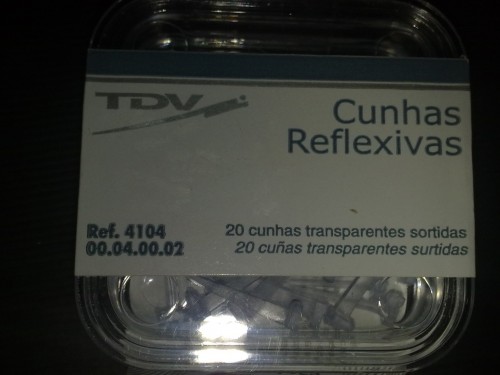 TDV
Cunhas
Reflexivas
Ref. 4104
00.04.00.02
20 cunhas transparentes sortidas
20 cuñas transparentes surtidas